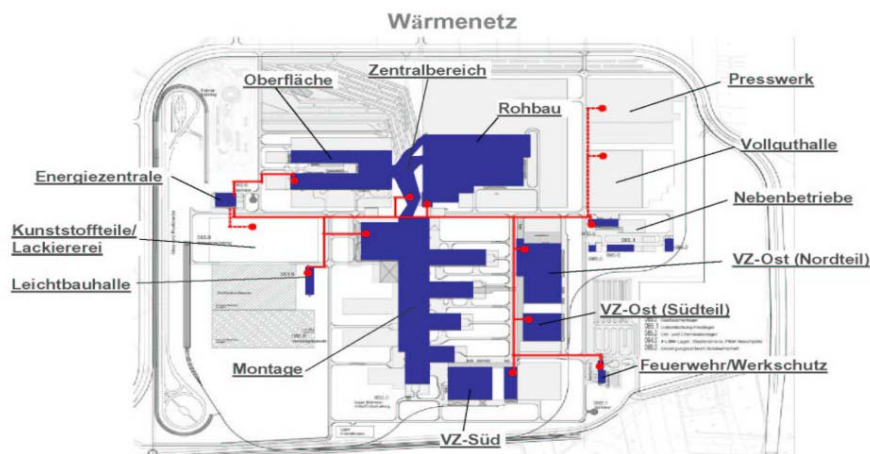 Wärmenetz
Oberfläche
Zentralbereich
Rohbau
Presswerk
Vollguthalle
Energiezentrale
Nebenbetriebe
Kunststoffteile/
Lackiererei
VZ-Ost (Nordteil)
Leichtbauhalle
VZ-Ost (Südteil)
Montage
Feuerwehr/Werkschutz
VZ-Süd